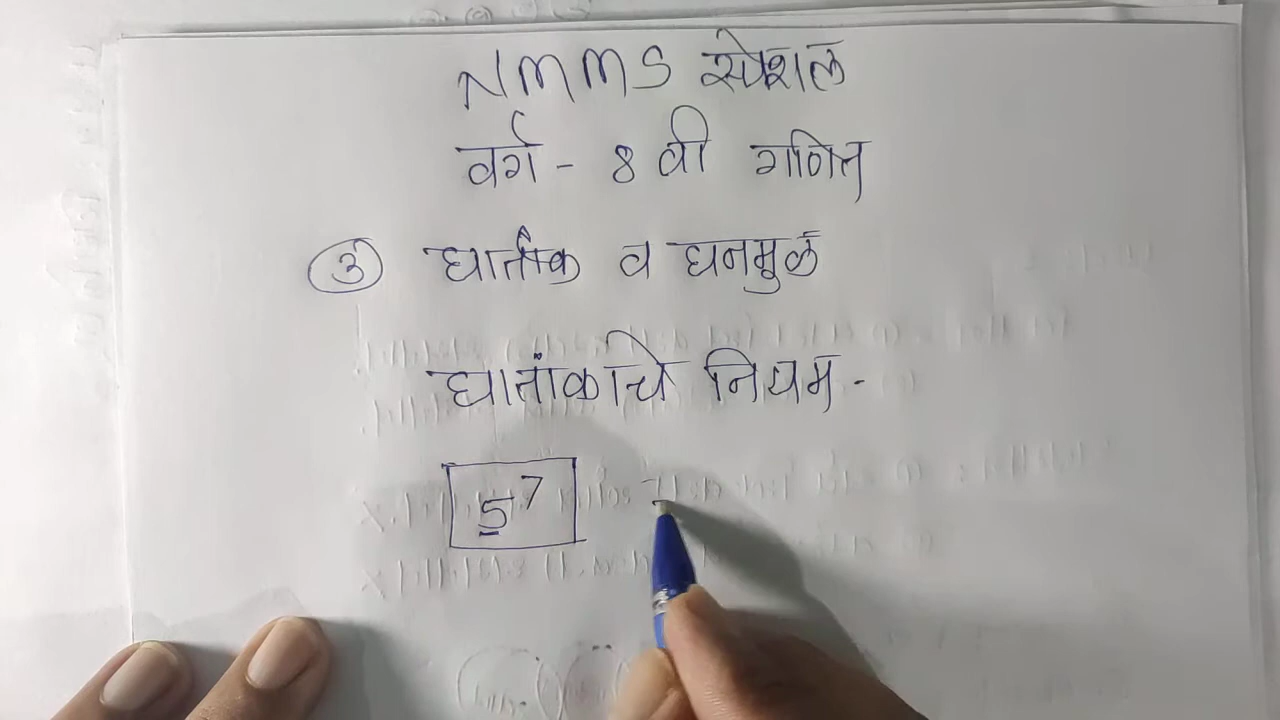 NMMS स्पेशल
वर्ग - 8 वी गणित
③ घातांक व घनमुळ
घातांकाचे नियम -
5⁷